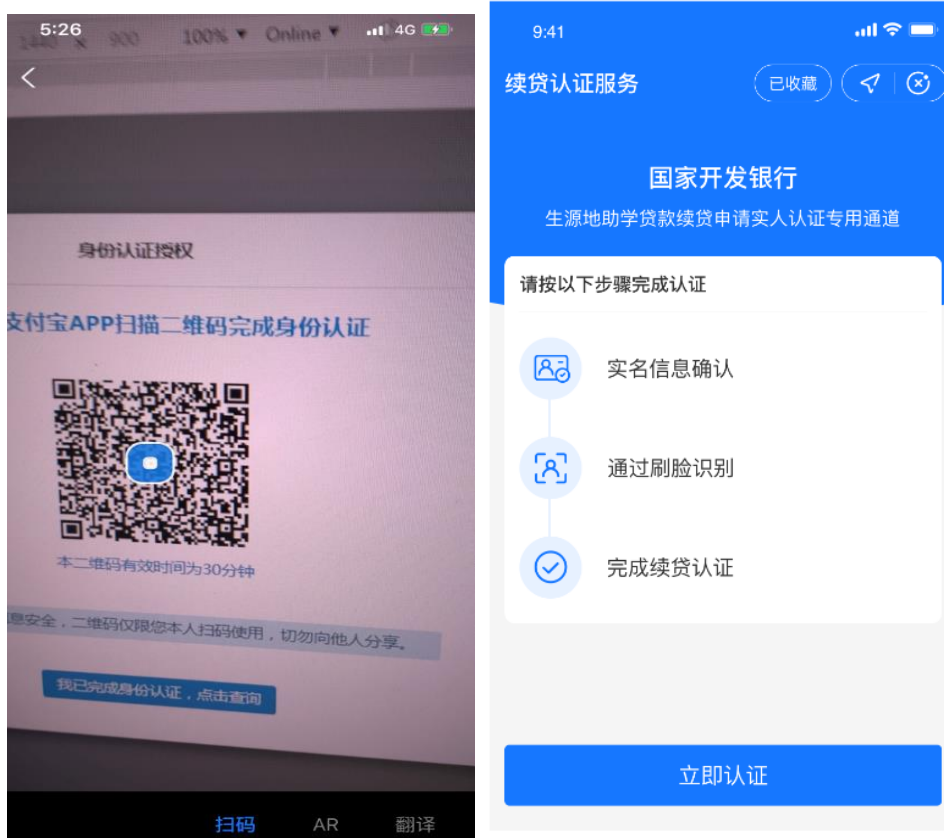 5:26
4G
1440 × 900 100% ▼ Online ▼
身份认证授权
支付宝APP扫描二维码完成身份认证
本二维码有效时间为30分钟
息安全，二维码仅限您本人扫码使用，切勿向他人分享。
我已完成身份认证，点击查询
扫码 AR 翻译
9:41
续贷认证服务 已收藏
国家开发银行
生源地助学贷款续贷申请实人认证专用通道
请按以下步骤完成认证
实名信息确认
通过刷脸识别
完成续贷认证
立即认证